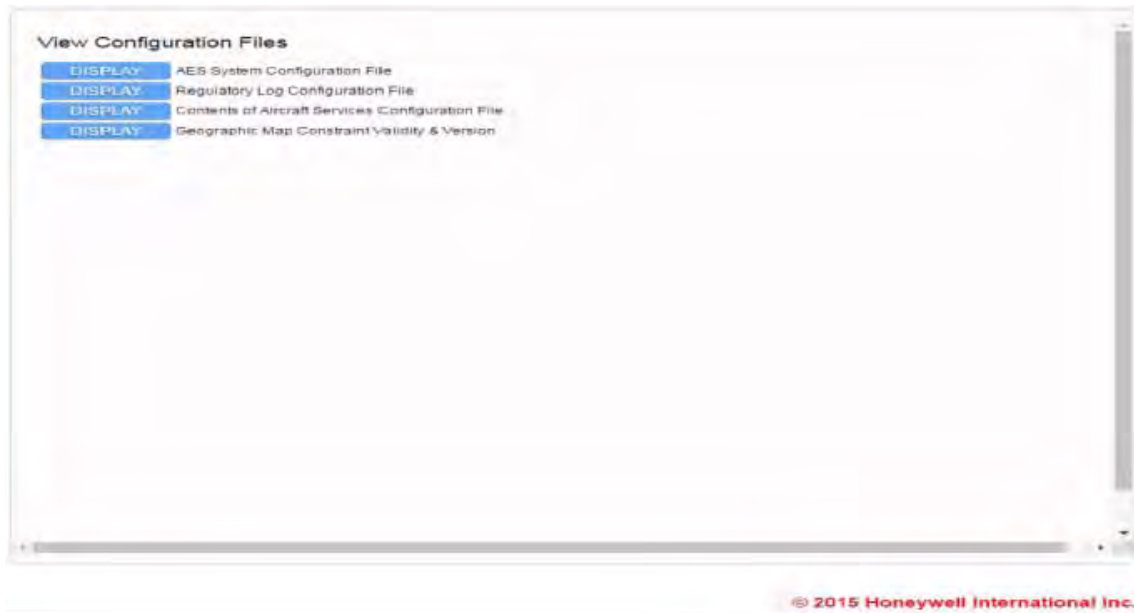 View Configuration Files
DISPLAY AES System Configuration File
DISPLAY Regulatory Log Configuration File
DISPLAY Contents of Aircraft Services Configuration File
DISPLAY Geographic Map Constraint Validity & Version
© 2015 Honeywell International Inc